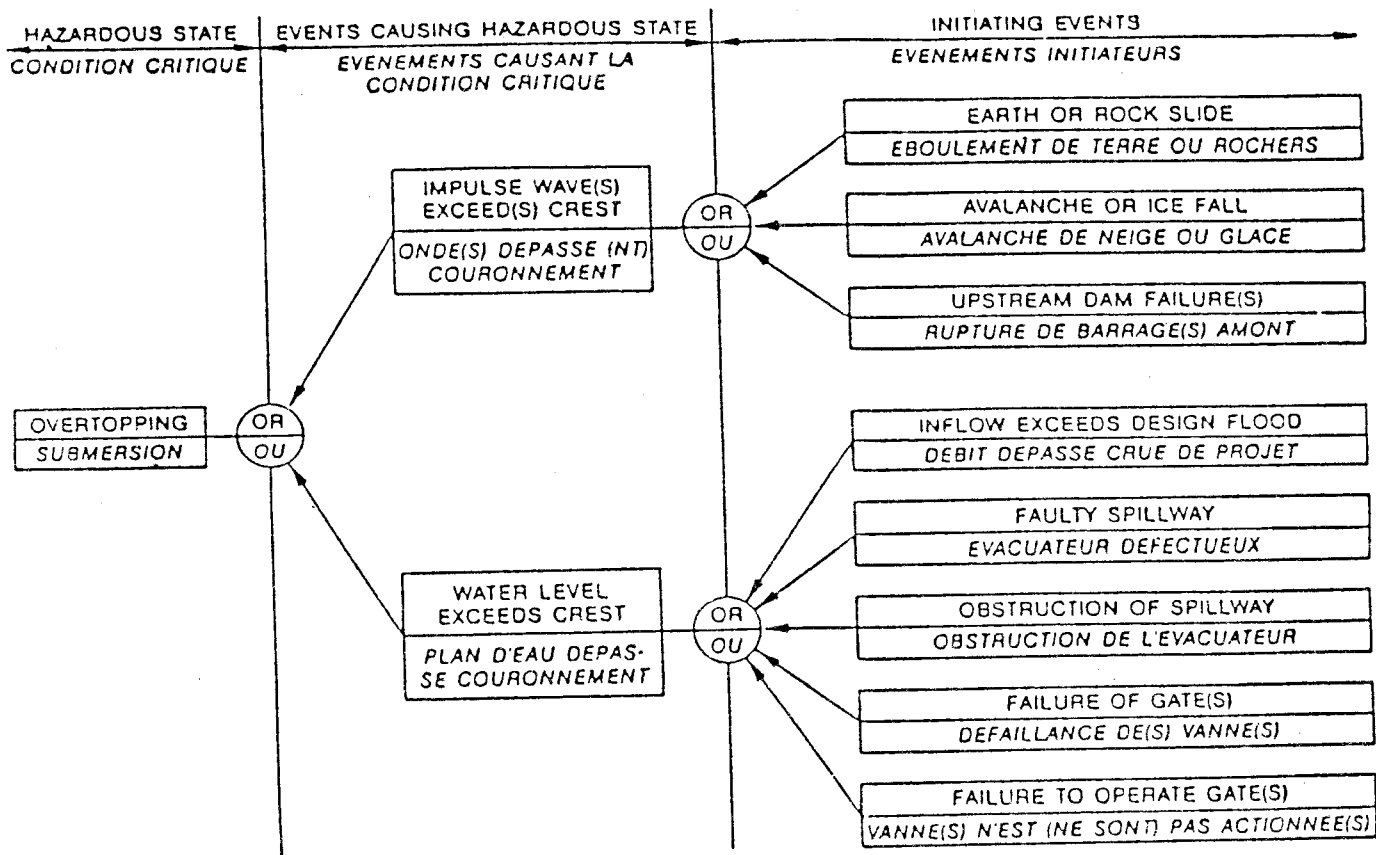 HAZARDOUS STATE
CONDITION CRITIQUE
EVENTS CAUSING HAZARDOUS STATE
EVENEMENTS CAUSANT LA
CONDITION CRITIQUE
INITIATING EVENTS
EVENEMENTS INITIATEURS
EARTH OR ROCK SLIDE
EBOULEMENT DE TERRE OU ROCHERS
IMPULSE WAVE(S)
EXCEED(S) CREST
ONDE(S) DEPASSE (NT)
COURONNEMENT
OR
OU
AVALANCHE OR ICE FALL
AVALANCHE DE NEIGE OU GLACE
UPSTREAM DAM FAILURE(S)
RUPTURE DE BARRAGE(S) AMONT
OVERTOPPING
SUBMERSION
OR
OU
INFLOW EXCEEDS DESIGN FLOOD
DEBIT DEPASSE CRUE DE PROJET
FAULTY SPILLWAY
EVACUATEUR DEFECTUEUX
WATER LEVEL
EXCEEDS CREST
PLAN D'EAU DEPAS-
SE COURONNEMENT
OR
OU
OBSTRUCTION OF SPILLWAY
OBSTRUCTION DE L'EVACUATEUR
FAILURE OF GATE(S)
DEFAILLANCE DE(S) VANNE(S)
FAILURE TO OPERATE GATE(S)
VANNE(S) N'EST (NE SONT) PAS ACTIONNEE(S)